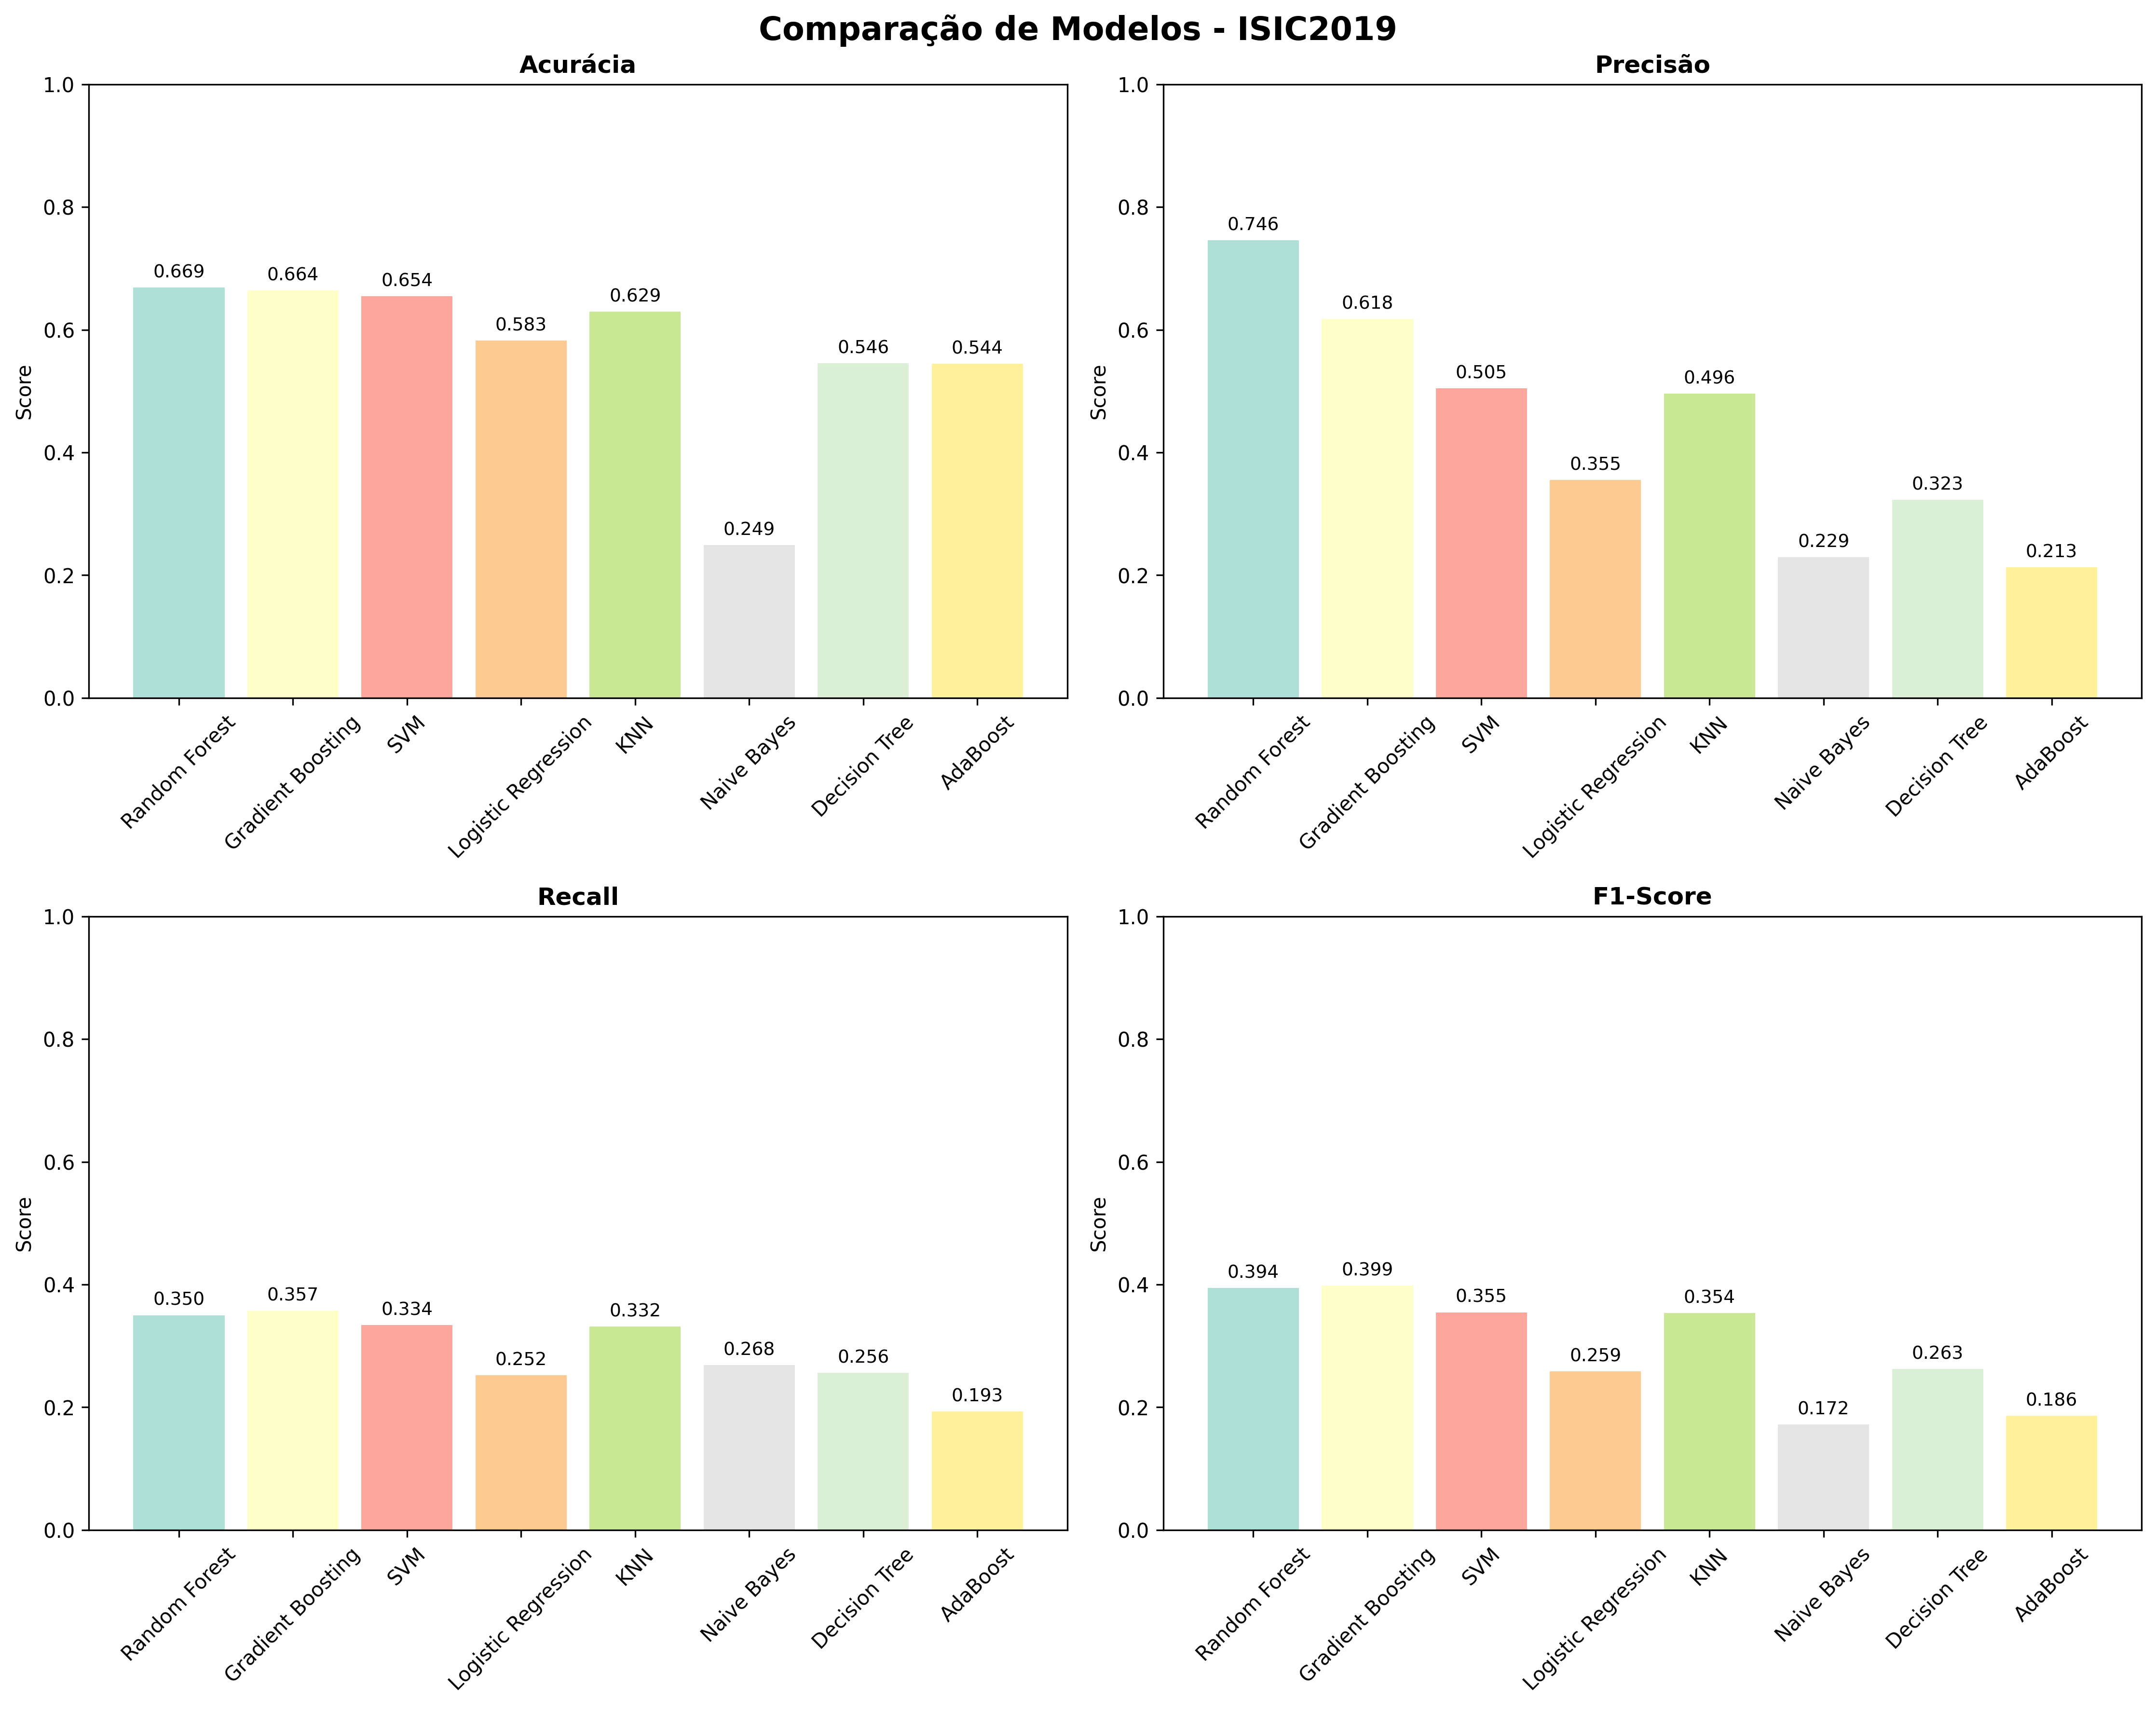 Comparação de Modelos - ISIC2019
Acurácia
Score
1.0
0.8
0.6
0.4
0.2
0.0
0.669
0.664
0.654
0.583
0.629
0.249
0.546
0.544
Random Forest
Gradient Boosting
SVM
Logistic Regression
KNN
Naive Bayes
Decision Tree
AdaBoost
Precisão
Score
1.0
0.8
0.6
0.4
0.2
0.0
0.746
0.618
0.505
0.355
0.496
0.229
0.323
0.213
Random Forest
Gradient Boosting
SVM
Logistic Regression
KNN
Naive Bayes
Decision Tree
AdaBoost
Recall
Score
1.0
0.8
0.6
0.4
0.2
0.0
0.350
0.357
0.334
0.252
0.332
0.268
0.256
0.193
Random Forest
Gradient Boosting
SVM
Logistic Regression
KNN
Naive Bayes
Decision Tree
AdaBoost
F1-Score
Score
1.0
0.8
0.6
0.4
0.2
0.0
0.394
0.399
0.355
0.259
0.354
0.172
0.263
0.186
Random Forest
Gradient Boosting
SVM
Logistic Regression
KNN
Naive Bayes
Decision Tree
AdaBoost